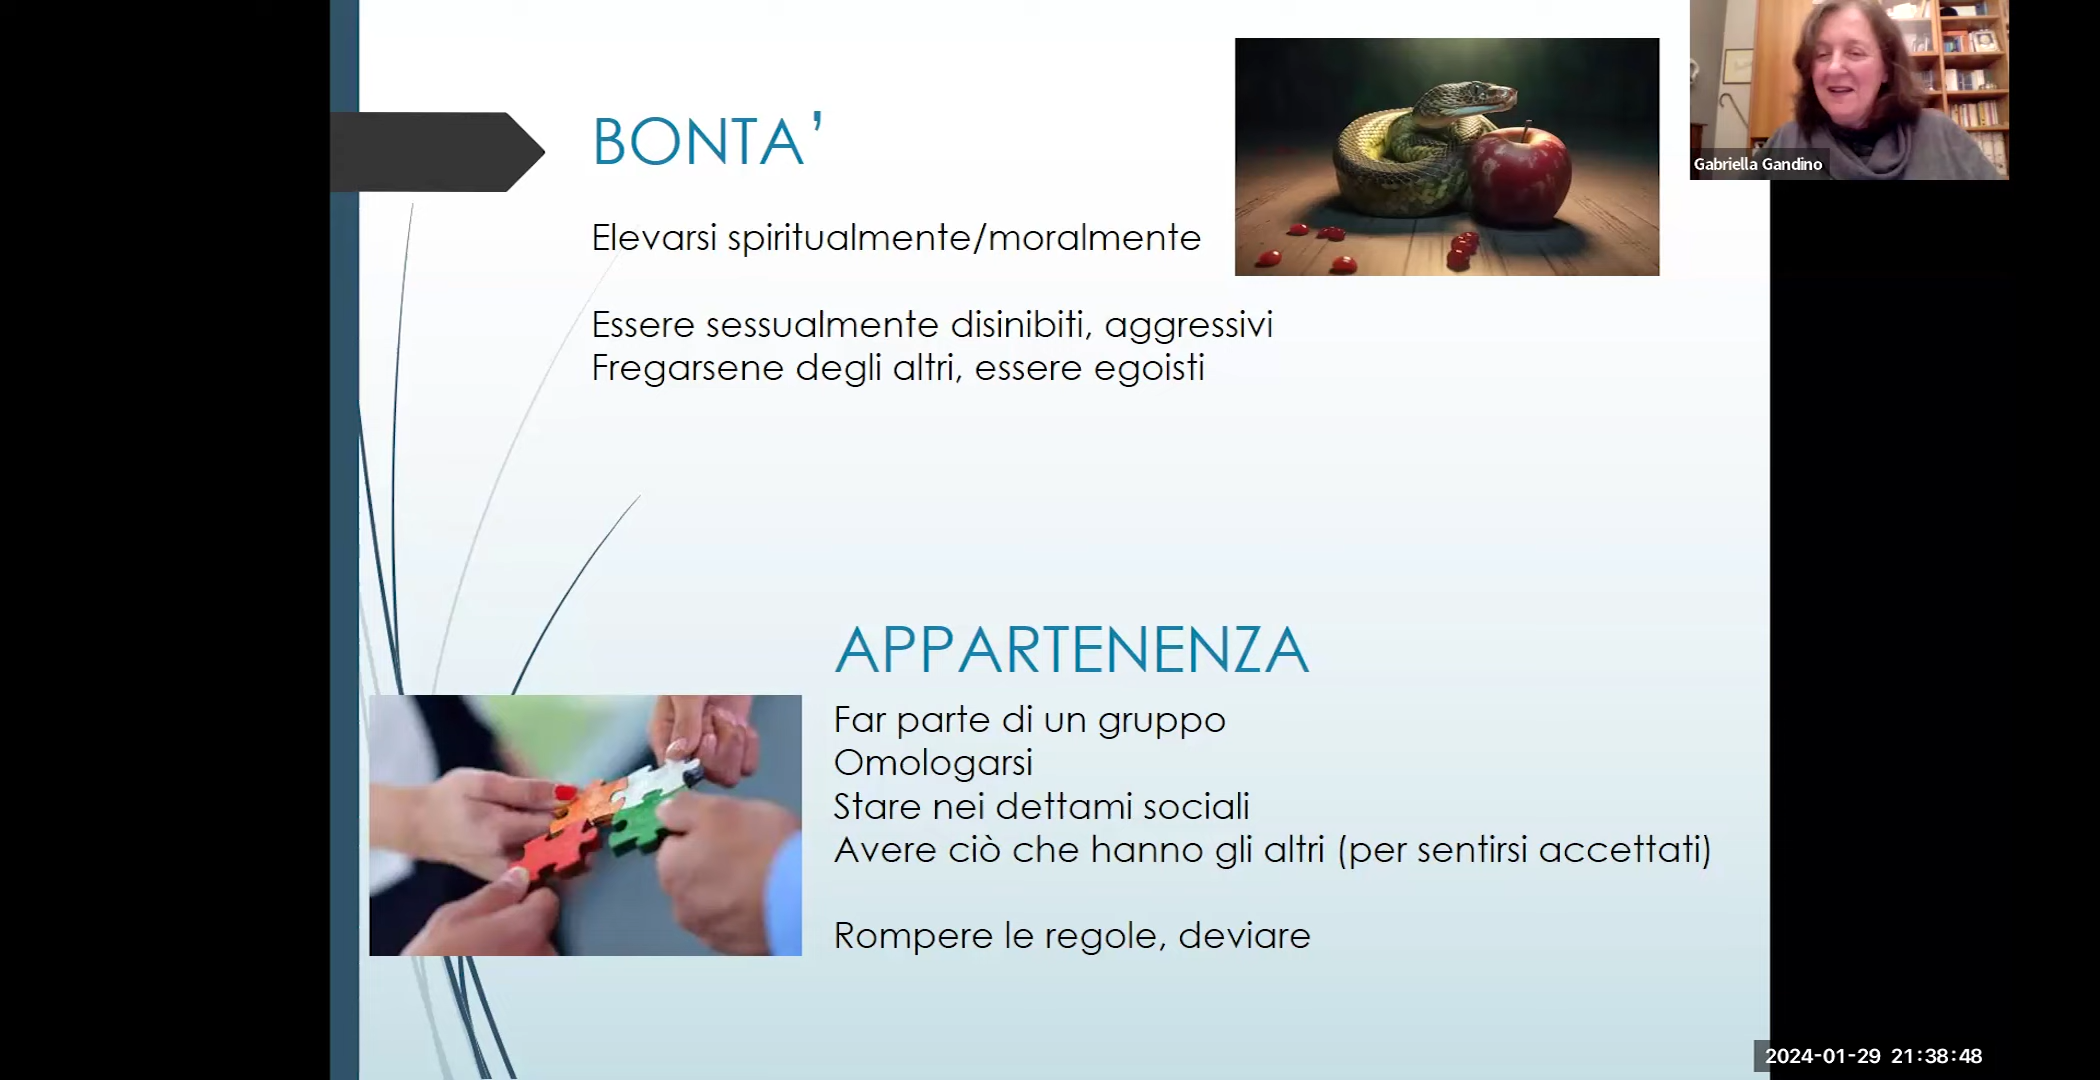 BONTA’
Elevarsi spiritualmente/moralmente
Essere sessualmente disinibiti, aggressivi
Fregarsene degli altri, essere egoisti
Gabriella Gandino
APPARTENENZA
Far parte di un gruppo
Omologarsi
Stare nei dettami sociali
Avere ciò che hanno gli altri (per sentirsi accettati)
Rompere le regole, deviare
2024-01-29 21:38:48